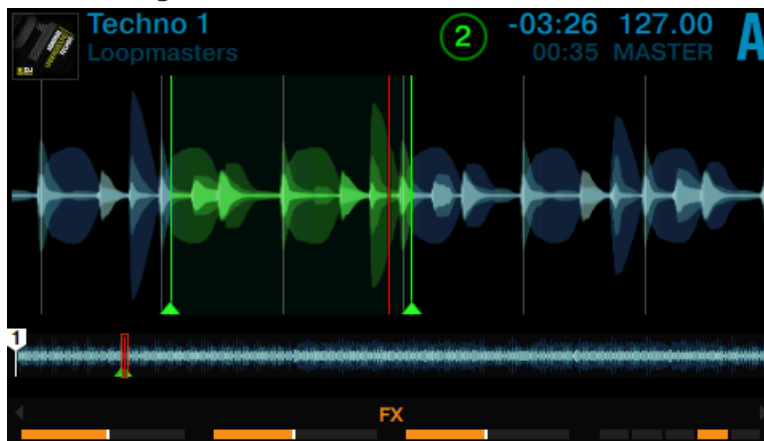 Techno 1
Loopmasters
2
-03:26 127.00
00:35 MASTER
A
1
FX